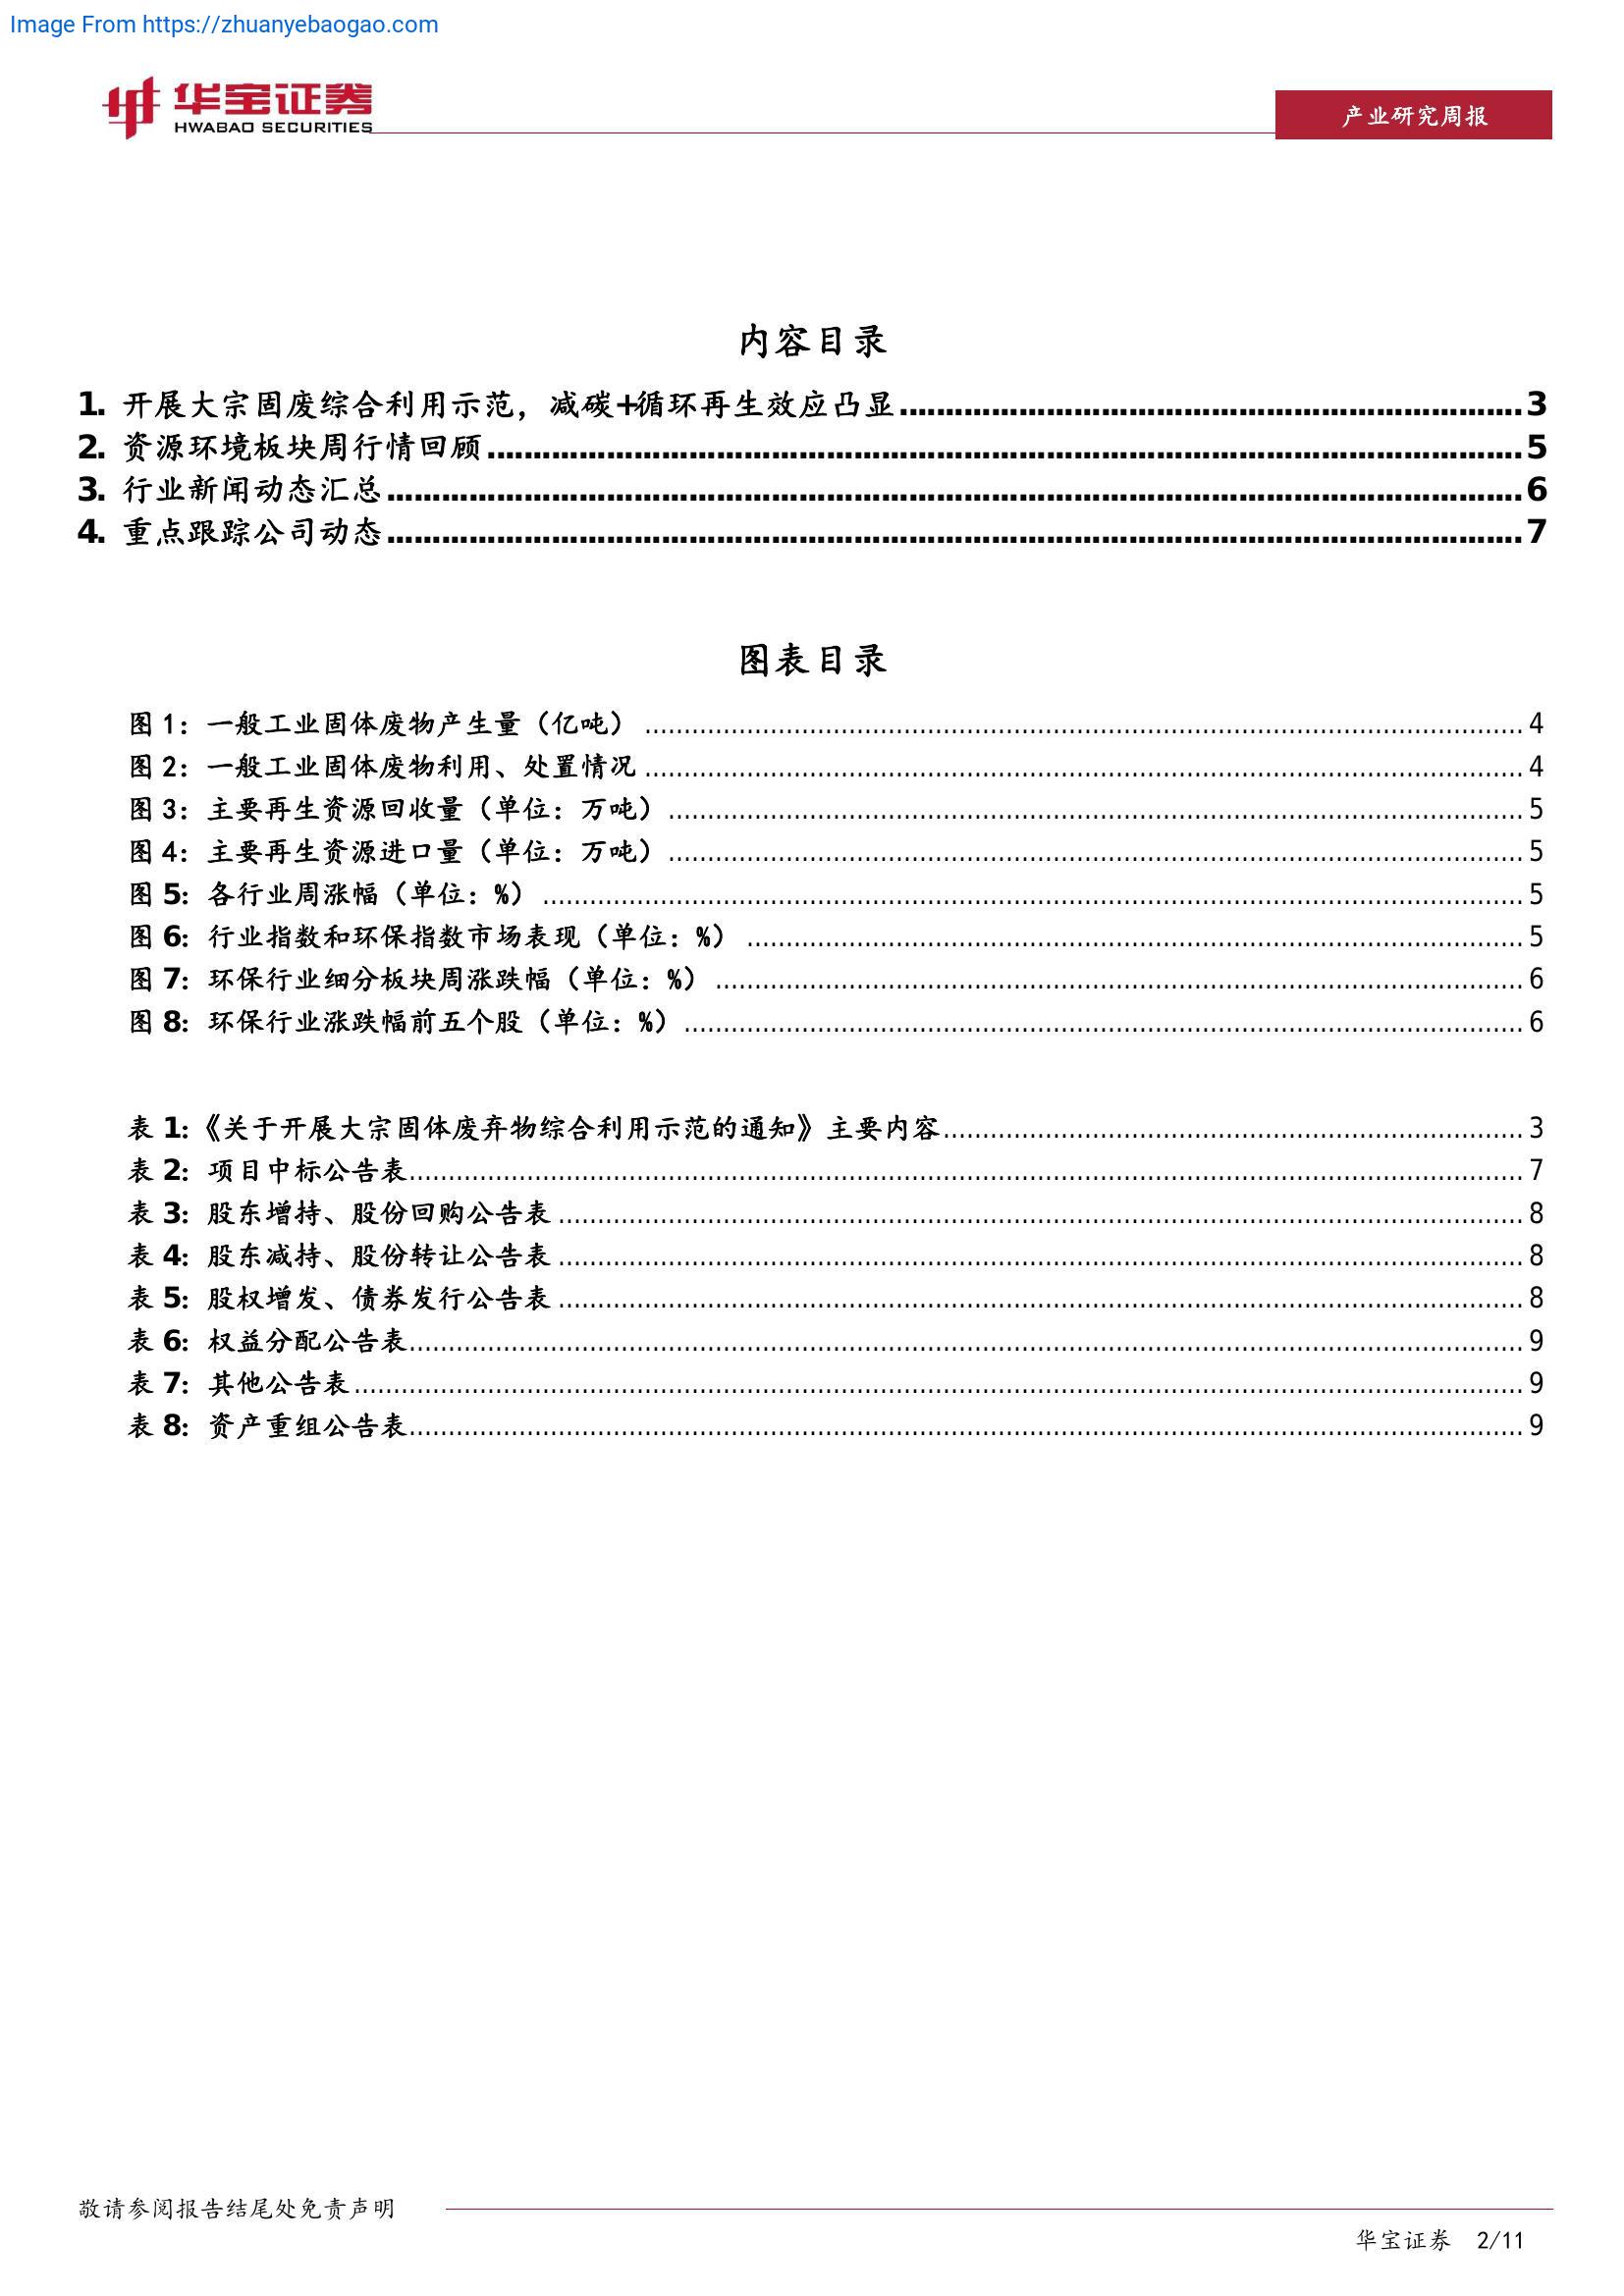 Image From https://zhuanyebaogao.com
华宝证券
HWABAO SECURITIES
产业研究周报
内容目录
1. 开展大宗固废综合利用示范，减碳+循环再生效应凸显........................................3
2. 资源环境板块周行情回顾........................................5
3. 行业新闻动态汇总........................................6
4. 重点跟踪公司动态........................................7
图表目录
图 1：一般工业固体废物产生量（亿吨）........................................4
图 2：一般工业固体废物利用、处置情况........................................4
图 3：主要再生资源回收量（单位：万吨）........................................5
图 4：主要再生资源进口量（单位：万吨）........................................5
图 5：各行业周涨幅（单位：%）........................................5
图 6：行业指数和环保指数市场表现（单位：%）........................................5
图 7：环保行业细分板块周涨跌幅（单位：%）........................................6
图 8：环保行业涨跌幅前五个股（单位：%）........................................6
表 1：《关于开展大宗固体废弃物综合利用示范的通知》主要内容........................................3
表 2：项目中标公告表........................................7
表 3：股东增持、股份回购公告表........................................8
表 4：股东减持、股份转让公告表........................................8
表 5：股权增发、债券发行公告表........................................8
表 6：权益分配公告表........................................9
表 7：其他公告表........................................9
表 8：资产重组公告表........................................9
敬请参阅报告结尾处免责声明
华宝证券 2/11